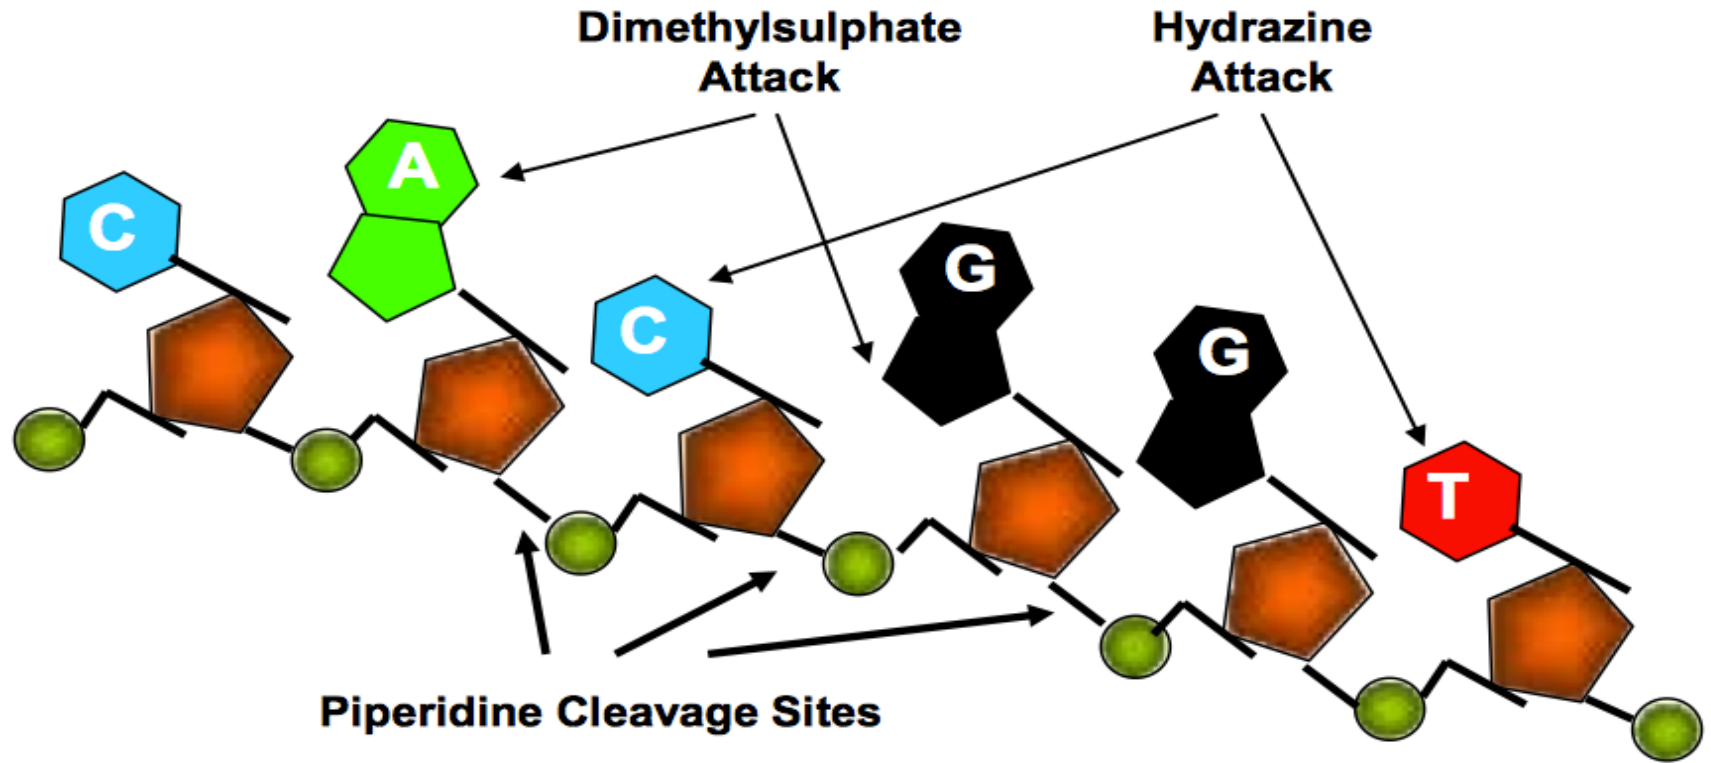 Dimethylsulphate
Attack
Hydrazine
Attack
A
C
G
C
G
T
Piperidine Cleavage Sites